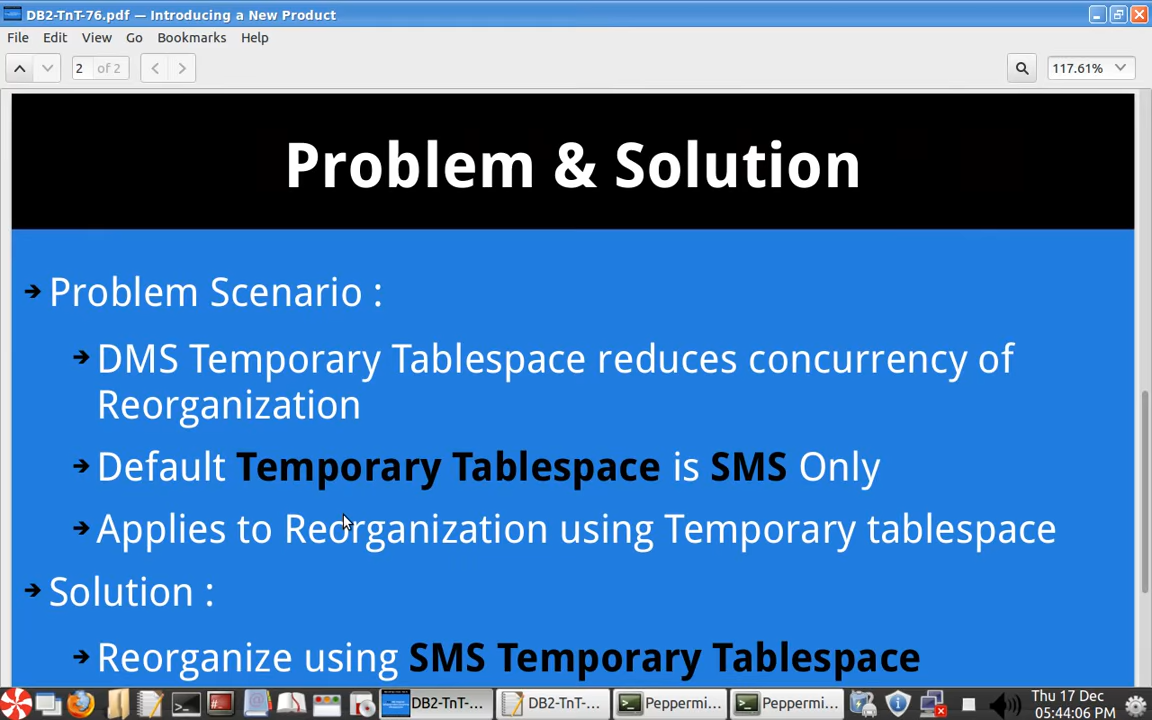 DB2-TnT-76.pdf — Introducing a New Product
File Edit View Go Bookmarks Help
2 of 2 117.61%
Problem & Solution
Problem Scenario :
DMS Temporary Tablespace reduces concurrency of
Reorganization
Default Temporary Tablespace is SMS Only
Applies to Reorganization using Temporary tablespace
Solution :
Reorganize using SMS Temporary Tablespace
DB2-TnT-... DB2-TnT-... Peppermi... Peppermi... Thu 17 Dec
05:44:06 PM